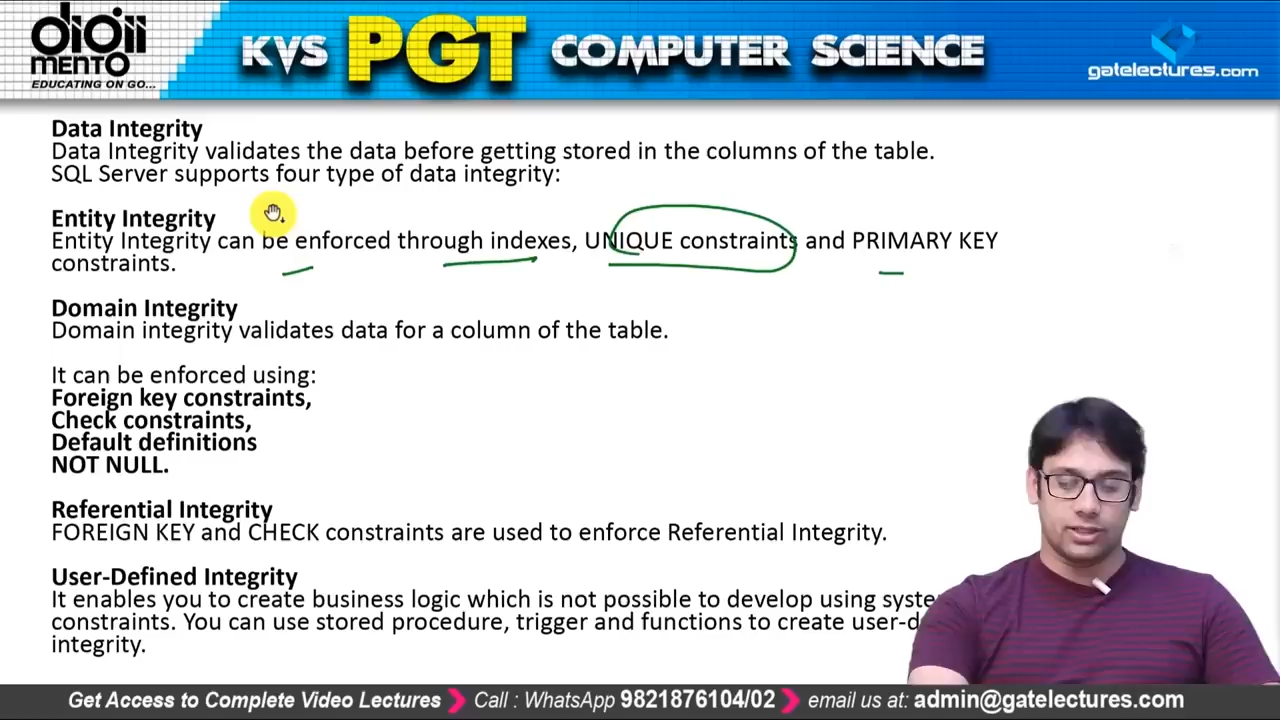 digii
MENTO
EDUCATING ON GO...
KVS PGT COMPUTER SCIENCE
gatelectures.com
Data Integrity
Data Integrity validates the data before getting stored in the columns of the table.
SQL Server supports four type of data integrity:
Entity Integrity
Entity Integrity can be enforced through indexes, UNIQUE constraints and PRIMARY KEY
constraints.
Domain Integrity
Domain integrity validates data for a column of the table.
It can be enforced using:
Foreign key constraints,
Check constraints,
Default definitions
NOT NULL.
Referential Integrity
FOREIGN KEY and CHECK constraints are used to enforce Referential Integrity.
User-Defined Integrity
It enables you to create business logic which is not possible to develop using
constraints. You can use stored procedure, trigger and functions to create
integrity.
Get Access to Complete Video Lectures Call : WhatsApp 9821876104/02 email us at: admin@gatelectures.com